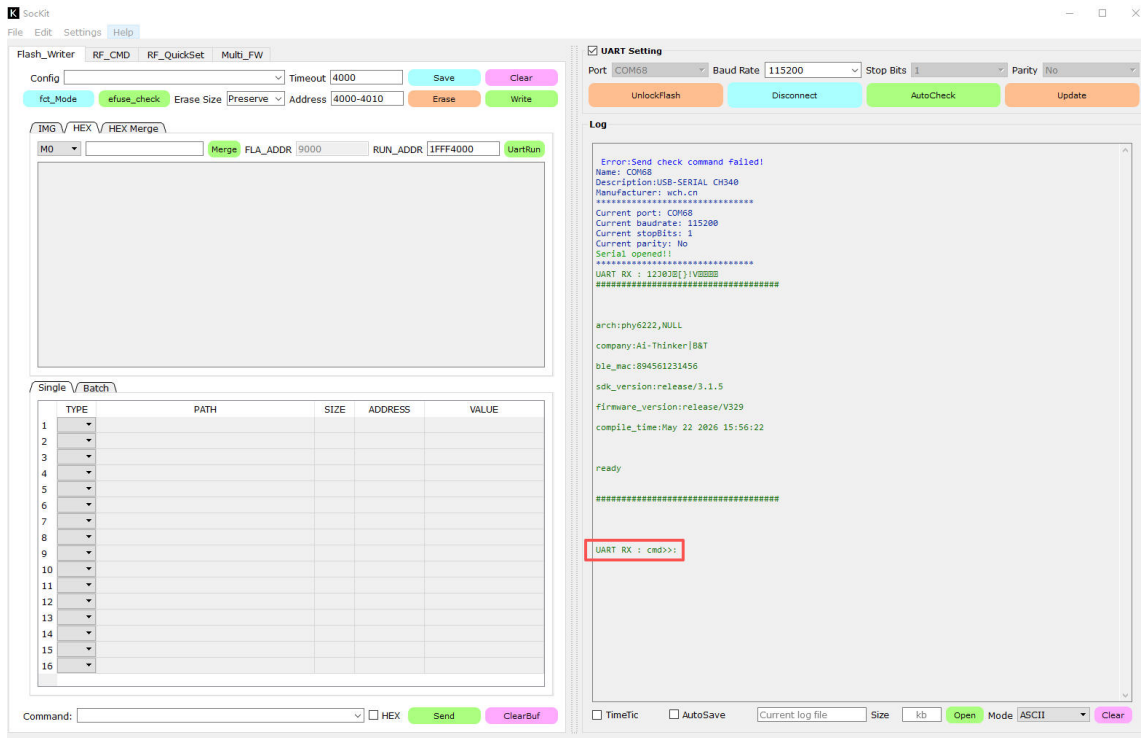 K SocKit
File Edit Settings Help
Flash_Writer RF_CMD RF_QuickSet Multi_FW
Config Timeout 4000 Save Clear
fct_Mode efuse_check Erase Size Preserve Address 4000-4010 Erase Write
IMG HEX HEX Merge
M0 Merge FLA_ADDR 9000 RUN_ADDR 1FFF4000 UartRun
Single Batch
TYPE PATH SIZE ADDRESS VALUE
1
2
3
4
5
6
7
8
9
10
11
12
13
14
15
16
Command: HEX Send ClearBuf
UART Setting
Port COM68 Baud Rate 115200 Stop Bits 1 Parity No
UnlockFlash Disconnect AutoCheck Update
Log
Error:Send check command failed!
Name: COM68
Description:USB-SERIAL CH340
Manufacturer: wch.cn
*******************************
Current port: COM68
Current baudrate: 115200
Current stopBits: 1
Current parity: No
Serial opened!!
*******************************
UART RX : 12J0J[}!V
####################################
arch:phy6222,NULL
company:Ai-Thinker|B&T
ble_mac:894561231456
sdk_version:release/3.1.5
firmware_version:release/V329
compile_time:May 22 2026 15:56:22
ready
####################################
UART RX : cmd>>:
TimeTic AutoSave Current log file Size kb Open Mode ASCII Clear